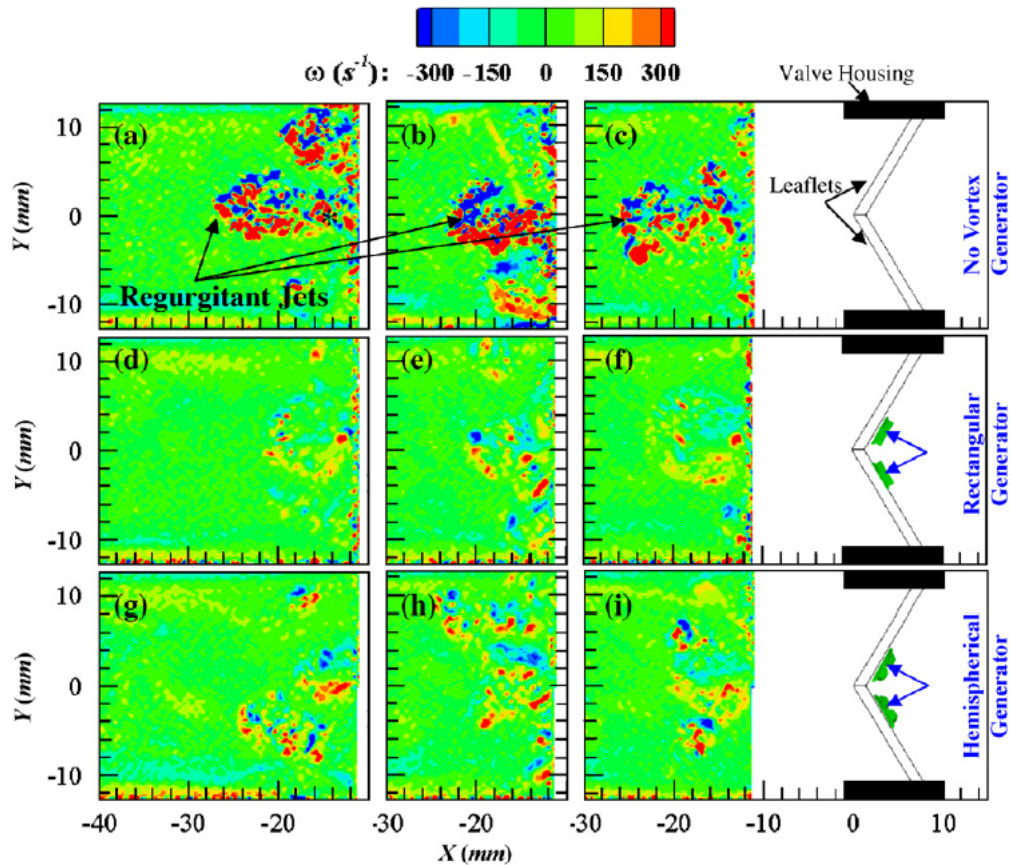 ω (s⁻¹): -300 -150 0 150 300
Valve Housing
(a) (b) (c)
Leaflets
Regurgitant Jets
Y (mm)
10
0
-10
No Vortex
Generator
(d) (e) (f)
Y (mm)
10
0
-10
Rectangular
Generator
(g) (h) (i)
Y (mm)
10
0
-10
Hemispherical
Generator
-40 -30 -20 -30 -20 -30 -20 -10 0 10
X (mm)